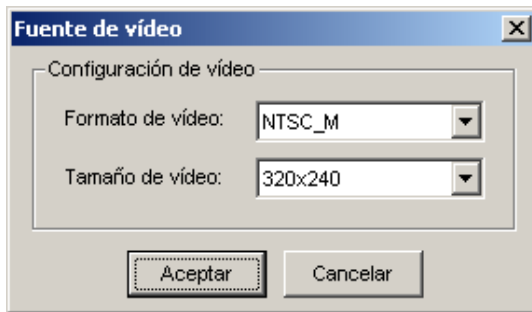 Fuente de vídeo
Configuración de vídeo
Formato de vídeo: NTSC_M
Tamaño de vídeo: 320x240
Aceptar Cancelar